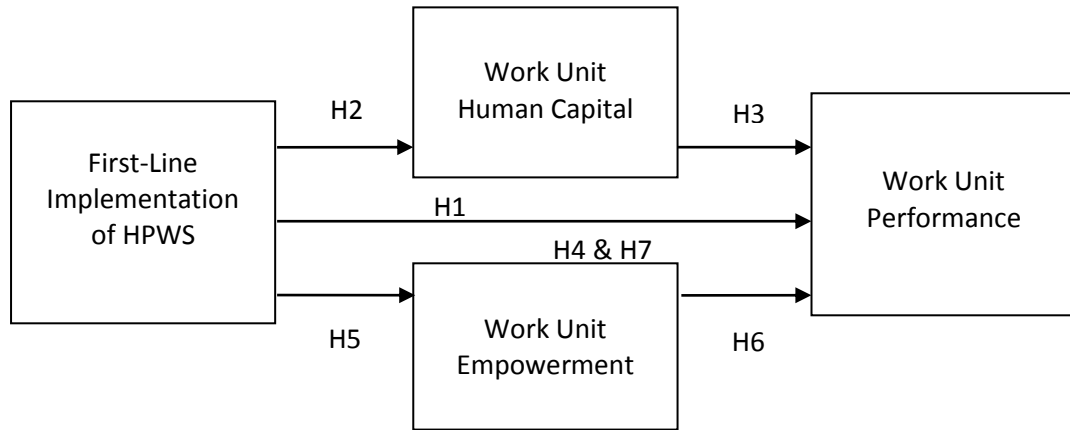 First-Line
Implementation
of HPWS
H2
Work Unit
Human Capital
H3
H1
H4 & H7
H5
Work Unit
Empowerment
H6
Work Unit
Performance